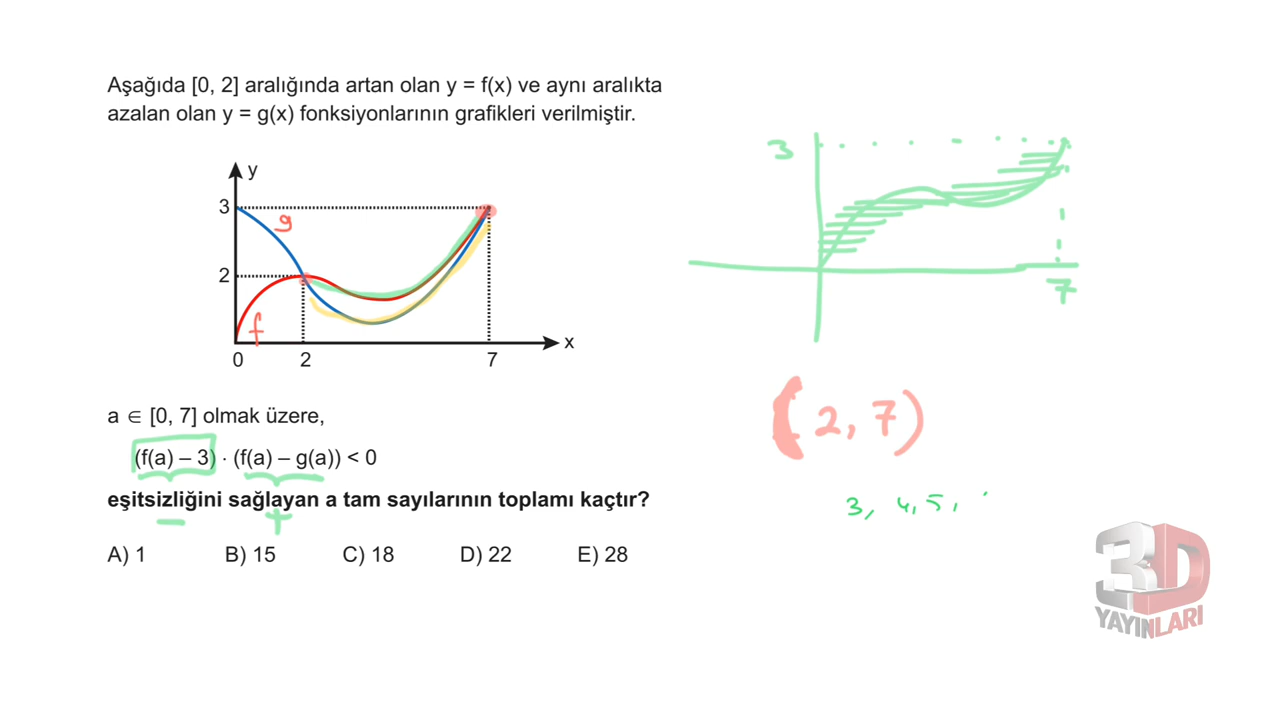 Aşağıda [0, 2] aralığında artan olan y = f(x) ve aynı aralıkta
azalan olan y = g(x) fonksiyonlarının grafikleri verilmiştir.
y
3
g
2
f
0
2
7
x
a ∈ [0, 7] olmak üzere,
(f(a) – 3) · (f(a) – g(a)) < 0
eşitsizliğini sağlayan a tam sayılarının toplamı kaçtır?
– +
A) 1 B) 15 C) 18 D) 22 E) 28
3
7
(2, 7)
3, 4, 5,
3D
YAYINLARI